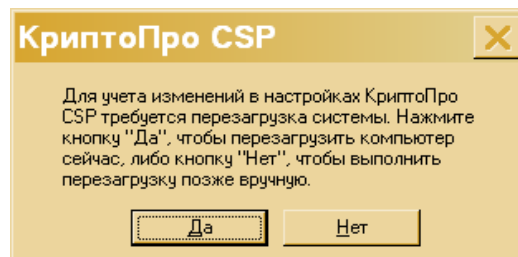 КриптоПро CSP
Для учета изменений в настройках КриптоПро
CSP требуется перезагрузка системы. Нажмите
кнопку "Да", чтобы перезагрузить компьютер
сейчас, либо кнопку "Нет", чтобы выполнить
перезагрузку позже вручную.
Да
Нет